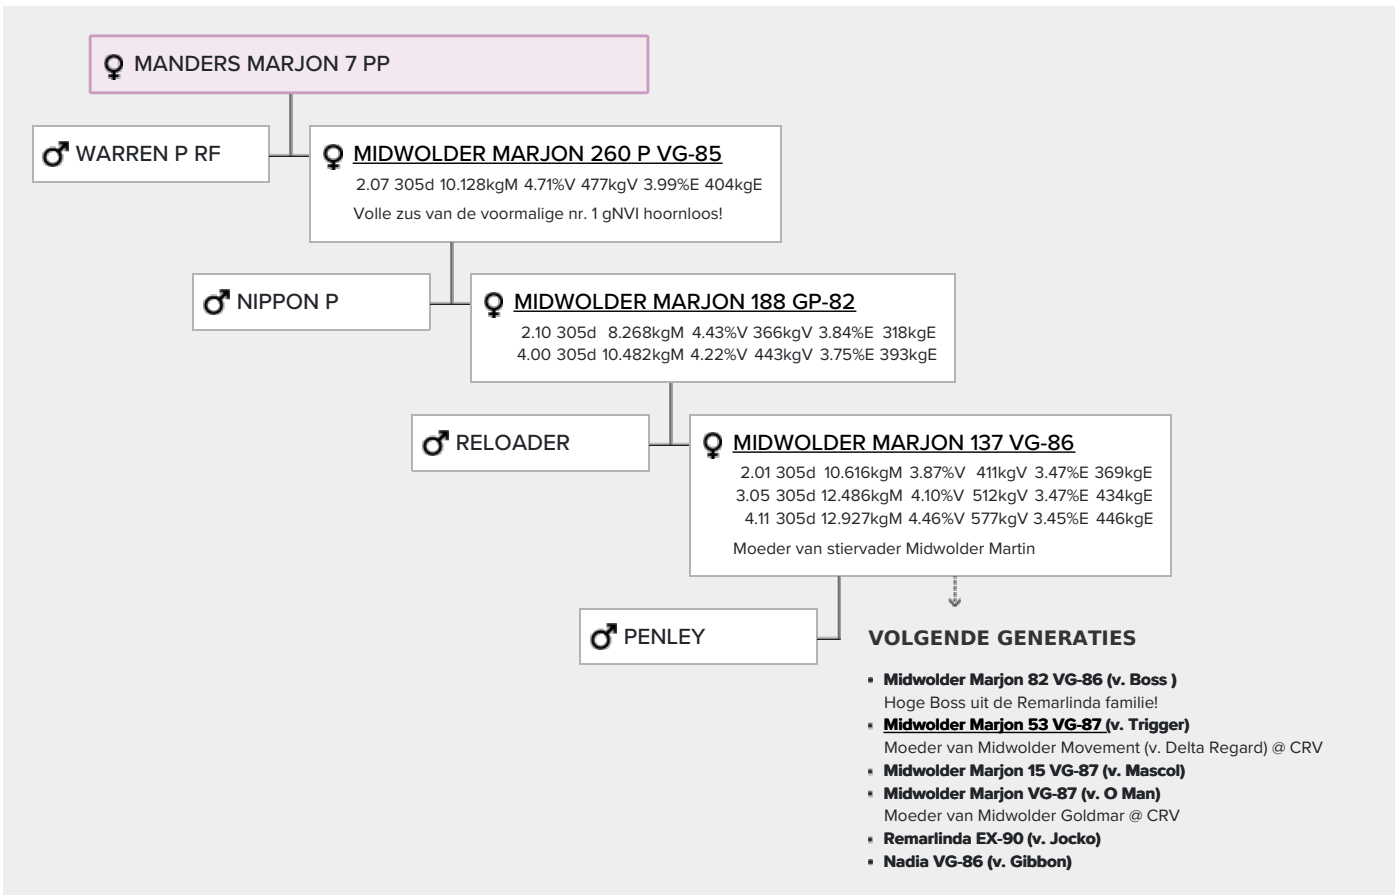 MANDERS MARJON 7 PP
WARREN P RF
MIDWOLDER MARJON 260 P VG-85
2.07 305d 10.128kgM 4.71%V 477kgV 3.99%E 404kgE
Volle zus van de voormalige nr. 1 gNVI hoornloos!
NIPPON P
MIDWOLDER MARJON 188 GP-82
2.10 305d 8.268kgM 4.43%V 366kgV 3.84%E 318kgE
4.00 305d 10.482kgM 4.22%V 443kgV 3.75%E 393kgE
RELOADER
MIDWOLDER MARJON 137 VG-86
2.01 305d 10.616kgM 3.87%V 411kgV 3.47%E 369kgE
3.05 305d 12.486kgM 4.10%V 512kgV 3.47%E 434kgE
4.11 305d 12.927kgM 4.46%V 577kgV 3.45%E 446kgE
Moeder van stiervader Midwolder Martin
PENLEY
VOLGENDE GENERATIES
Midwolder Marjon 82 VG-86 (v. Boss )
Hoge Boss uit de Remarlinda familie!
Midwolder Marjon 53 VG-87 (v. Trigger)
Moeder van Midwolder Movement (v. Delta Regard) @ CRV
Midwolder Marjon 15 VG-87 (v. Mascol)
Midwolder Marjon VG-87 (v. O Man)
Moeder van Midwolder Goldmar @ CRV
Remarlinda EX-90 (v. Jocko)
Nadia VG-86 (v. Gibbon)